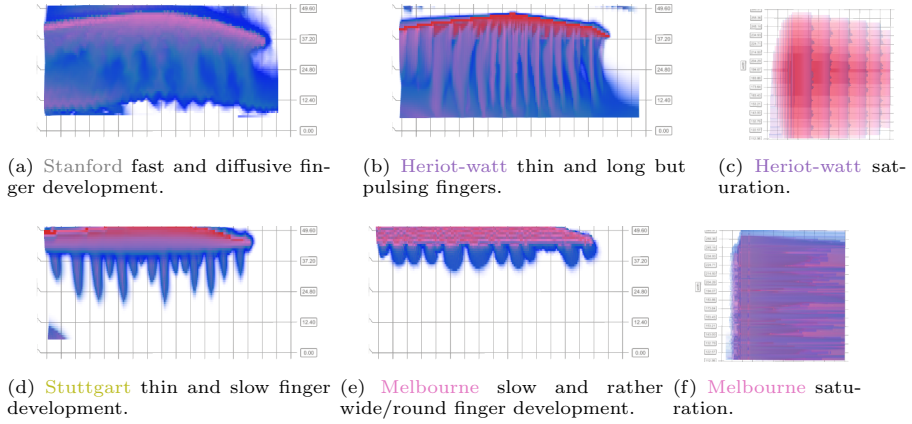 49.60
37.20
24.80
12.40
0.00
49.60
37.20
24.80
12.40
0.00
(a) Stanford fast and diffusive fin-
ger development.
(b) Heriot-watt thin and long but
pulsing fingers.
(c) Heriot-watt sat-
uration.
49.60
37.20
24.80
12.40
0.00
49.60
37.20
24.80
12.40
0.00
(d) Stuttgart thin and slow finger
development.
(e) Melbourne slow and rather
wide/round finger development.
(f) Melbourne satu-
ration.